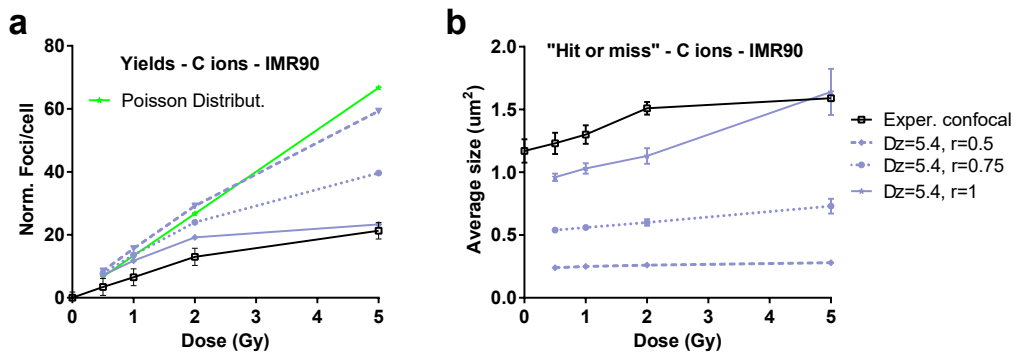 a
Yields - C ions - IMR90
Poisson Distribut.
Norm. Foci/cell
80
60
40
20
0
0 1 2 3 4 5
Dose (Gy)
b
"Hit or miss" - C ions - IMR90
Average size (um²)
2.0
1.5
1.0
0.5
0.0
0 1 2 3 4 5
Dose (Gy)
Exper. confocal
Dz=5.4, r=0.5
Dz=5.4, r=0.75
Dz=5.4, r=1